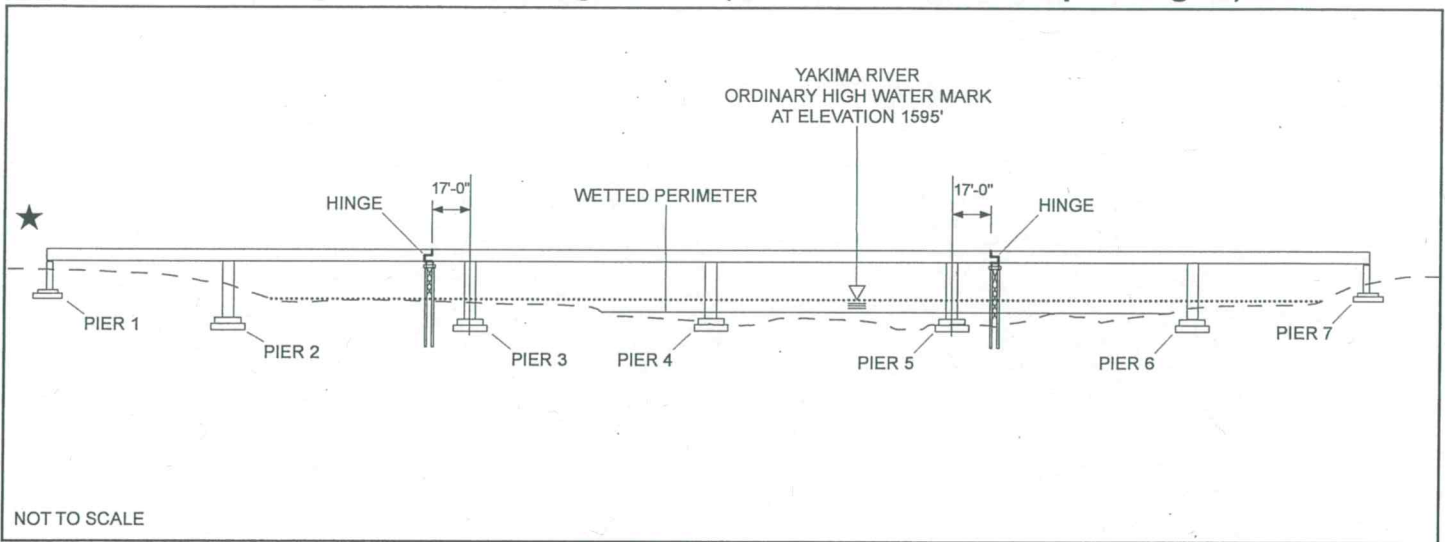 YAKIMA RIVER
ORDINARY HIGH WATER MARK
AT ELEVATION 1595'
17'-0"
17'-0"
HINGE
WETTED PERIMETER
HINGE
PIER 1
PIER 2
PIER 3
PIER 4
PIER 5
PIER 6
PIER 7
NOT TO SCALE